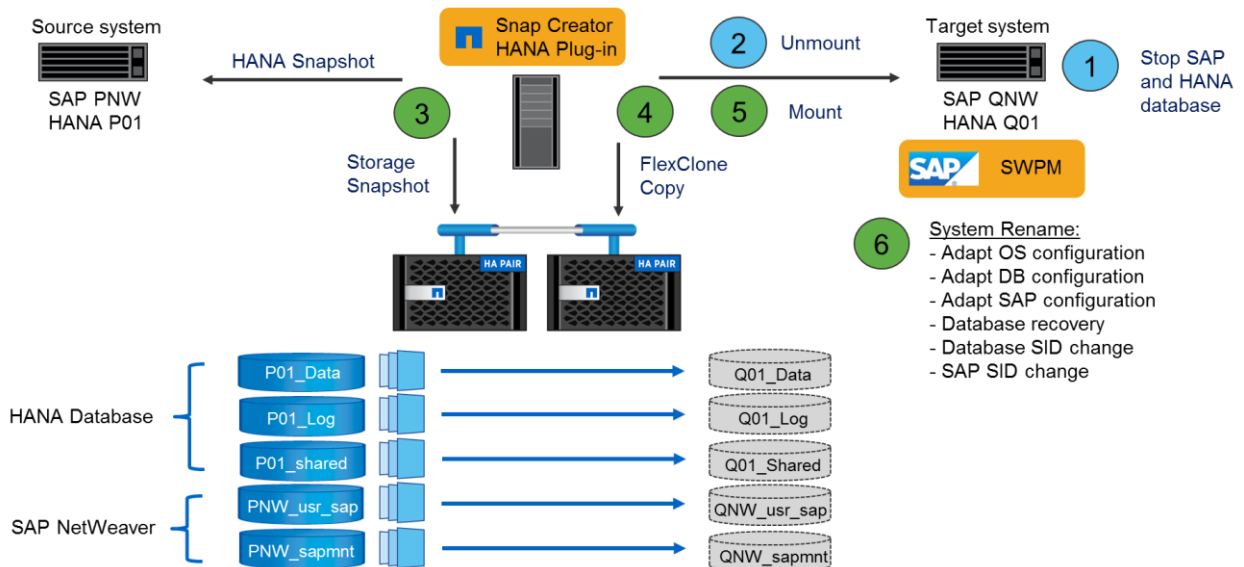 Source system
SAP PNW
HANA P01
HANA Snapshot
Snap Creator
HANA Plug-in
3
Storage
Snapshot
4
FlexClone
Copy
2
Unmount
5
Mount
Target system
SAP QNW
HANA Q01
1
Stop SAP
and HANA
database
SAP
SWPM
6
System Rename:
- Adapt OS configuration
- Adapt DB configuration
- Adapt SAP configuration
- Database recovery
- Database SID change
- SAP SID change
HA PAIR
HA PAIR
HANA Database
P01_Data
Q01_Data
P01_Log
Q01_Log
P01_shared
Q01_Shared
SAP NetWeaver
PNW_usr_sap
QNW_usr_sap
PNW_sapmnt
QNW_sapmnt